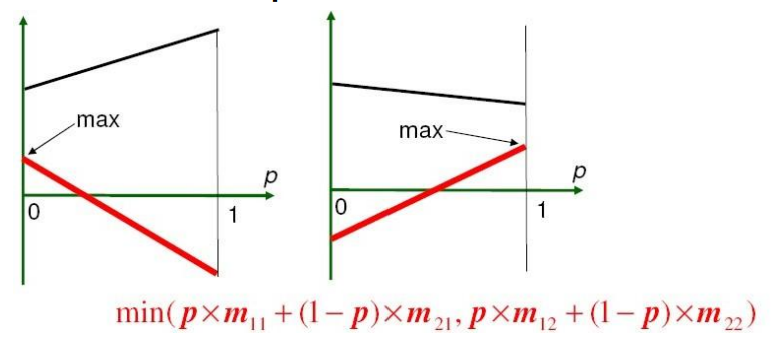 max
p
0
1
max
p
0
1
min(p×m₁₁+(1−p)×m₂₁,p×m₁₂+(1−p)×m₂₂)